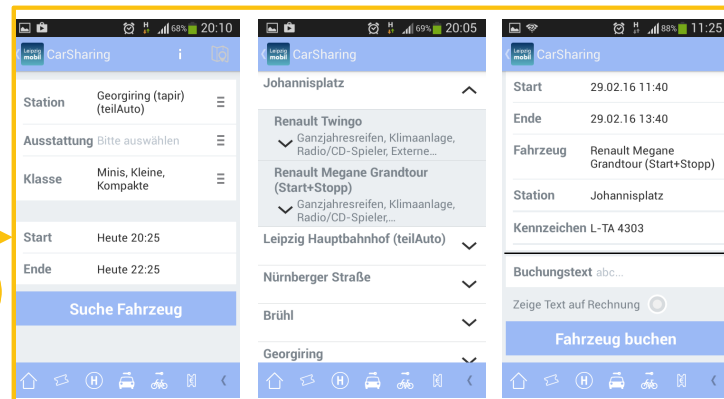 68% 20:10
Leipzig mobil CarSharing i
Station
Georgiring (tapir)
(teilAuto)
Ausstattung Bitte auswählen
Klasse
Minis, Kleine,
Kompakte
Start Heute 20:25
Ende Heute 22:25
Suche Fahrzeug
H
69% 20:05
Leipzig mobil CarSharing
Johannisplatz
Renault Twingo
Ganzjahresreifen, Klimaanlage,
Radio/CD-Spieler, Externe...
Renault Megane Grandtour
(Start+Stopp)
Ganzjahresreifen, Klimaanlage,
Radio/CD-Spieler,...
Leipzig Hauptbahnhof (teilAuto)
Nürnberger Straße
Brühl
Georgiring
H
88% 11:25
Leipzig mobil CarSharing
Start 29.02.16 11:40
Ende 29.02.16 13:40
Fahrzeug Renault Megane
Grandtour (Start+Stopp)
Station Johannisplatz
Kennzeichen L-TA 4303
Buchungstext abc...
Zeige Text auf Rechnung
Fahrzeug buchen
H